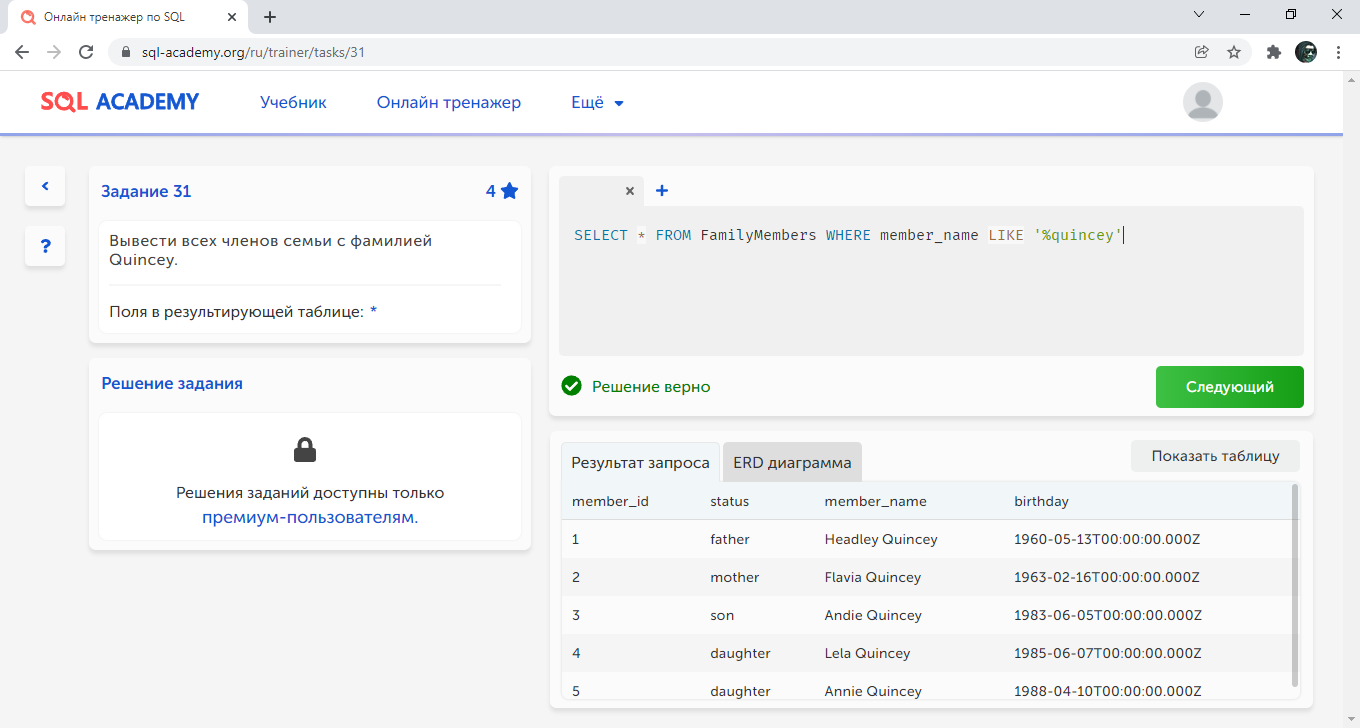 Онлайн тренажер по SQL
sql-academy.org/ru/trainer/tasks/31
SQL ACADEMY
Учебник
Онлайн тренажер
Ещё
Задание 31
4
Вывести всех членов семьи с фамилией
Quincey.
Поля в результирующей таблице: *
Решение задания
Решения заданий доступны только
премиум-пользователям.
SELECT * FROM FamilyMembers WHERE member_name LIKE '%quincey'
Решение верно
Следующий
Результат запроса
ERD диаграмма
Показать таблицу
member_id status member_name birthday
1 father Headley Quincey 1960-05-13T00:00:00.000Z
2 mother Flavia Quincey 1963-02-16T00:00:00.000Z
3 son Andie Quincey 1983-06-05T00:00:00.000Z
4 daughter Lela Quincey 1985-06-07T00:00:00.000Z
5 daughter Annie Quincey 1988-04-10T00:00:00.000Z